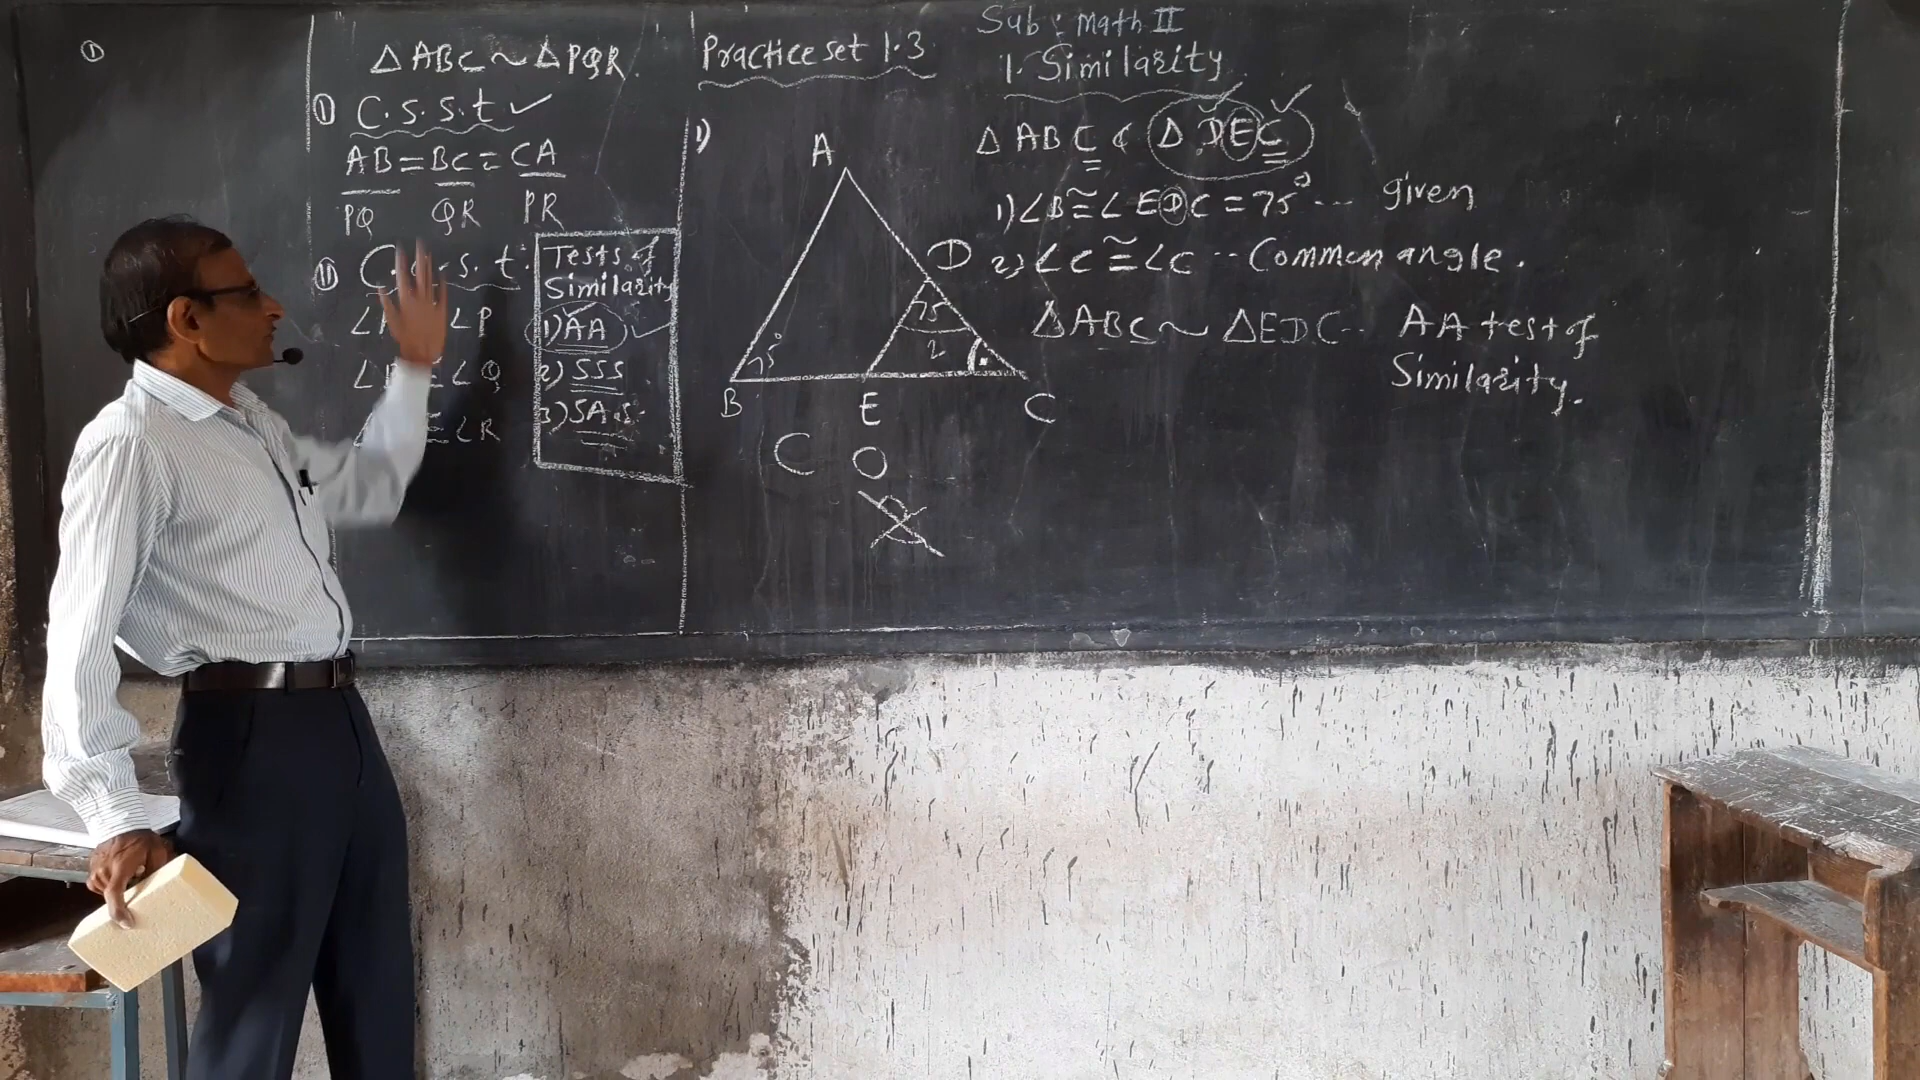 ①
△ABC ~ △PQR.
Ⓘ C.s.s.t ✓
AB = BC = CA
PQ QR PR
Ⓘ C. .s.t.
∠P
∠Q
≅ ∠R
Tests of
Similarity
1) AA ✓
2) SSS
3) SAS
Practice set 1.3
Sub : Math II
1. Similarity
1)
A
D
75
75°
B
E
C
C O
△ ABC & △ DEC
1) ∠B ≅ ∠EDC = 75° --- given
2) ∠C ≅ ∠C -- Common angle.
△ABC ~ △EDC -- AA test of
Similarity.